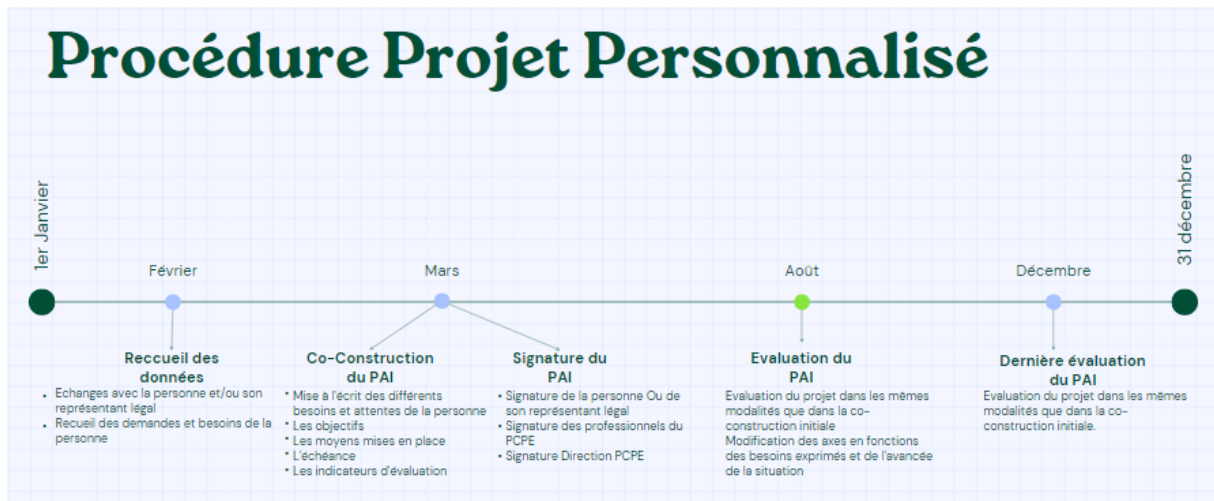 Procédure Projet Personnalisé
1er Janvier
31 décembre
Février
Mars
Août
Décembre
Reccueil des
données
• Echanges avec la personne et/ou son
représentant légal
• Recueil des demandes et besoins de la
personne
Co-Construction
du PAI
• Mise à l'écrit des différents
besoins et attentes de la personne
• Les objectifs
• Les moyens mises en place
• L'échéance
• Les indicateurs d'évaluation
Signature du
PAI
• Signature de la personne Ou de
son représentant légal
• Signature des professionnels du
PCPE
• Signature Direction PCPE
Evaluation du
PAI
Evaluation du projet dans les mêmes
modalités que dans la co-
construction initiale
Modification des axes en fonctions
des besoins exprimés et de l'avancée
de la situation
Dernière évaluation
du PAI
Evaluation du projet dans les mêmes
modalités que dans la co-
construction initiale.